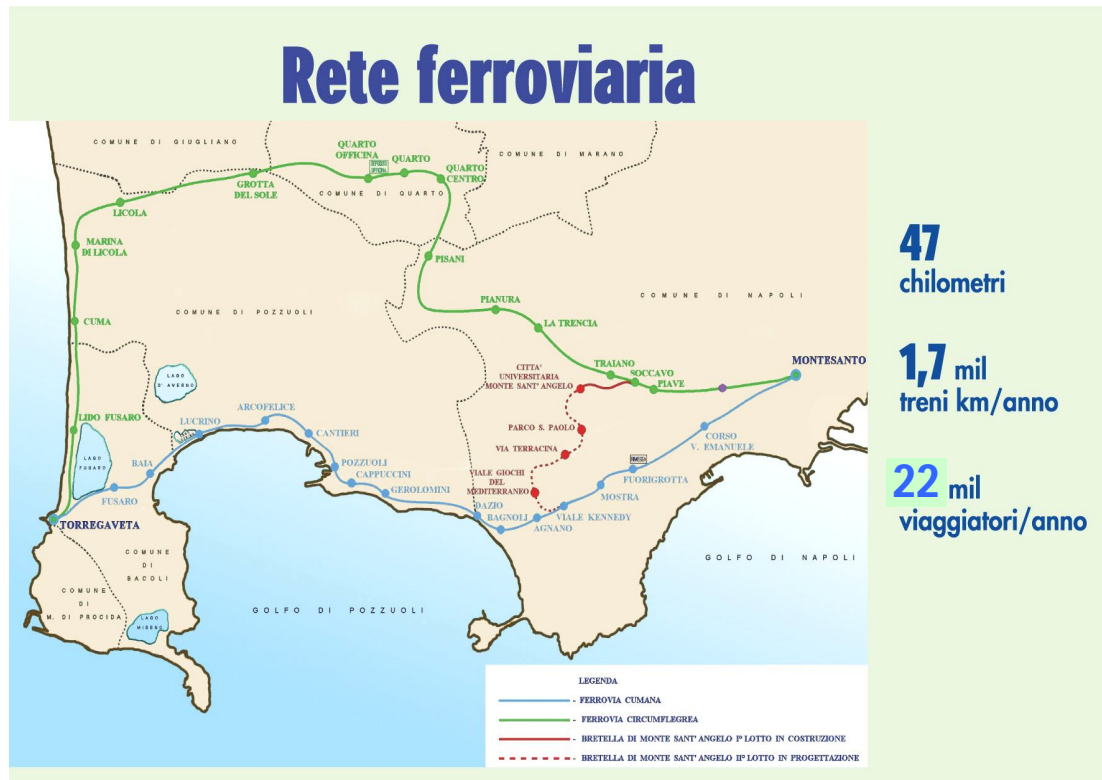 Rete ferroviaria
COMUNE DI GIUGLIANO
COMUNE DI MARANO
QUARTO
OFFICINA
DEPOSITO
OFFICINA
QUARTO
QUARTO
CENTRO
COMUNE DI QUARTO
GROTTA
DEL SOLE
LICOLA
MARINA
DI LICOLA
PISANI
COMUNE DI POZZUOLI
PIANURA
COMUNE DI NAPOLI
CUMA
LA TRENCIA
TRAIANO
SOCCAVO
PIAVE
MONTESANTO
CITTA'
UNIVERSITARIA
MONTE SANT' ANGELO
LAGO
D' AVERNO
LIDO FUSARO
LUCRINO
ARCOFELICE
CANTIERI
PARCO S. PAOLO
CORSO
V. EMANUELE
VIA TERRACINA
LAGO
FUSARO
BAIA
POZZUOLI
CAPPUCCINI
GEROLOMINI
VIALE GIOCHI
DEL
MEDITERRANEO
RIMESSA
FUORIGROTTA
MOSTRA
FUSARO
DAZIO
BAGNOLI
AGNANO
VIALE KENNEDY
TORREGAVETA
COMUNE
DI
BACOLI
COMUNE
DI
M. DI PROCIDA
LAGO
MISENO
GOLFO DI POZZUOLI
GOLFO DI NAPOLI
LEGENDA
- FERROVIA CUMANA
- FERROVIA CIRCUMFLEGREA
- BRETELLA DI MONTE SANT' ANGELO I° LOTTO IN COSTRUZIONE
- BRETELLA DI MONTE SANT' ANGELO II° LOTTO IN PROGETTAZIONE
47
chilometri
1,7 mil
treni km/anno
22 mil
viaggiatori/anno